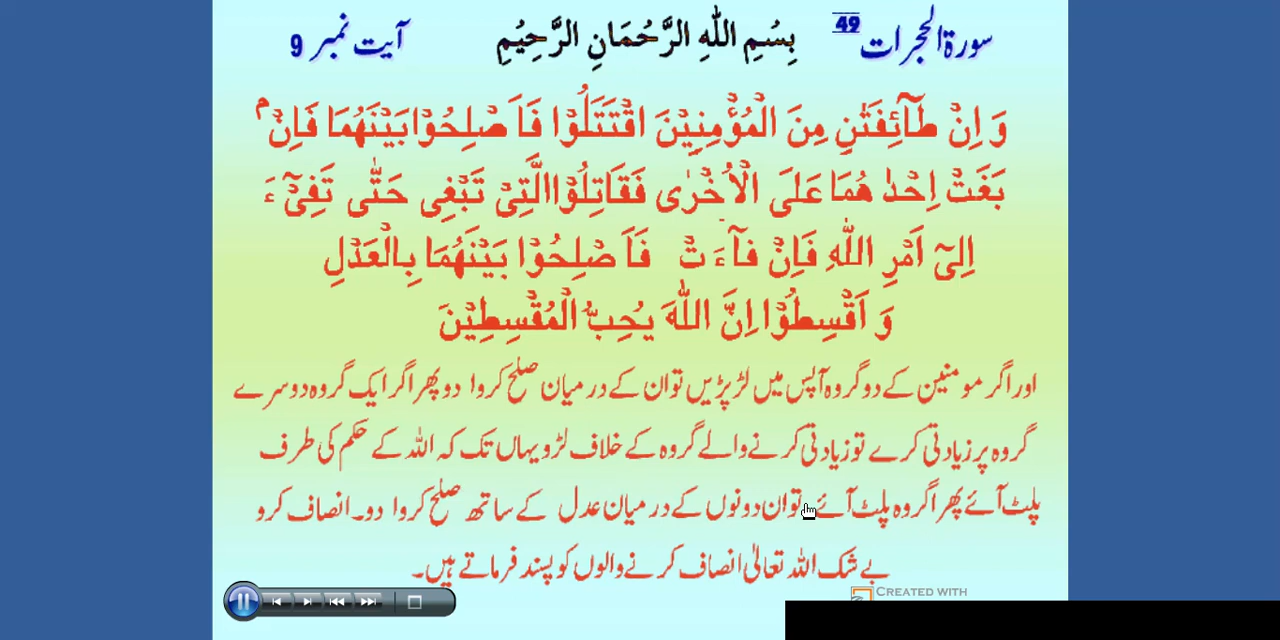 سورۃ الحجرات 49 بِسْمِ اللّٰهِ الرَّحْمَانِ الرَّحِيْمِ آیت نمبر 9
وَ اِنْ طَآئِفَتٰنِ مِنَ الْمُؤْمِنِيْنَ اقْتَتَلُوْا فَاَ صْلِحُوْا بَيْنَهُمَا فَاِنْۢ
بَغَتْ اِحْدٰ هُمَا عَلَى الْاُخْرٰى فَقَاتِلُوْا الَّتِىْ تَبْغِى حَتّٰى تَفِىْٓ ءَ
اِلىٓ اَمْرِ اللّٰهِ فَاِنْ فَآءَ تْ فَاَ صْلِحُوْا بَيْنَهُمَا بِالْعَدْلِ
وَ اَقْسِطُوْا اِنَّ اللّٰهَ يُحِبُّ الْمُقْسِطِيْنَ
اور اگر مومنین کے دو گروہ آپس میں لڑ پڑیں تو ان کے درمیان صلح کروا دو پھر اگر ایک گروہ دوسرے
گروہ پر زیادتی کرے تو زیادتی کرنے والے گروہ کے خلاف لڑو یہاں تک کہ اللہ کے حکم کی طرف
پلٹ آئے پھر اگر وہ پلٹ آئے تو ان دونوں کے درمیان عدل کے ساتھ صلح کروا دو۔ انصاف کرو
بے شک اللہ تعالیٰ انصاف کرنے والوں کو پسند فرماتے ہیں۔
CREATED WITH